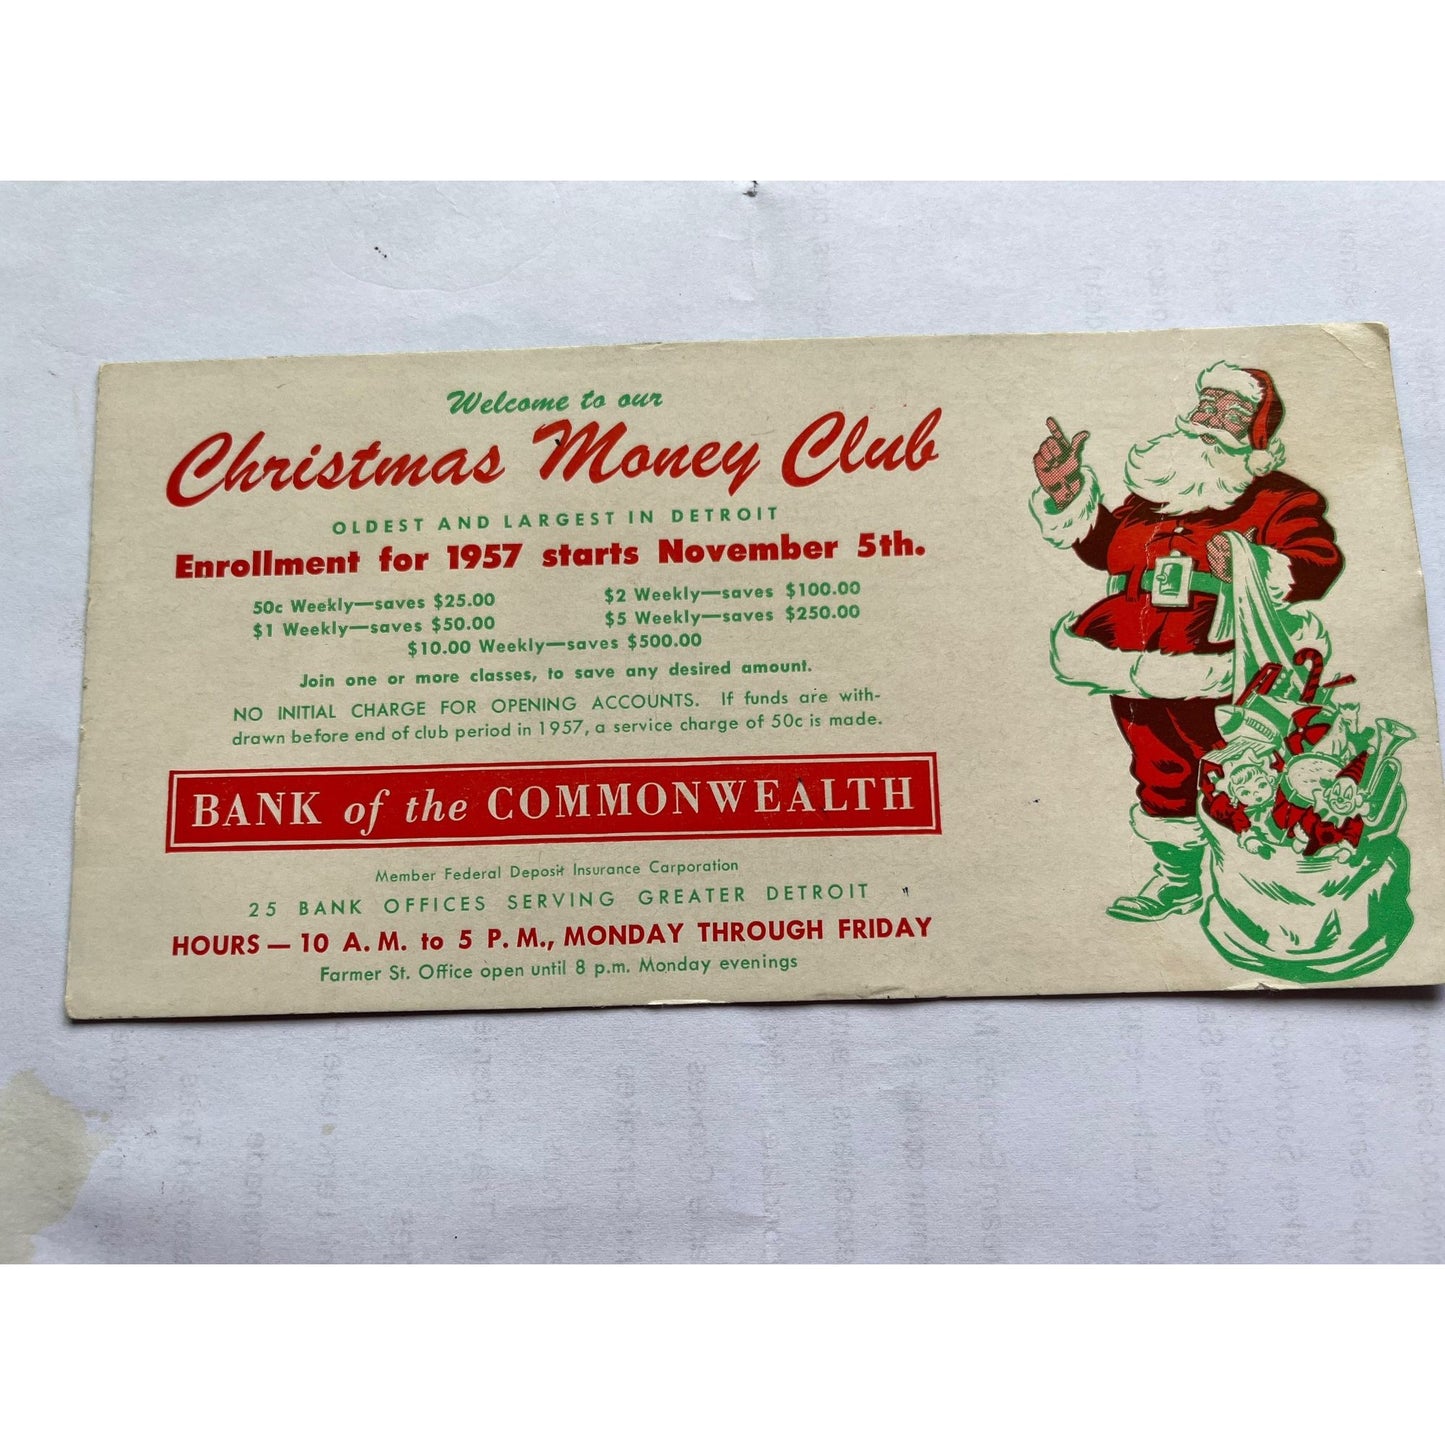 Welcome to our
Christmas Money Club
OLDEST AND LARGEST IN DETROIT
Enrollment for 1957 starts November 5th.
50c Weekly—saves $25.00 $2 Weekly—saves $100.00
$1 Weekly—saves $50.00 $5 Weekly—saves $250.00
$10.00 Weekly—saves $500.00
Join one or more classes, to save any desired amount.
NO INITIAL CHARGE FOR OPENING ACCOUNTS. If funds are with-
drawn before end of club period in 1957, a service charge of 50c is made.
BANK of the COMMONWEALTH
Member Federal Deposit Insurance Carporation
25 BANK OFFICES SERVING GREATER DETROIT
HOURS — 10 A. M. to 5 P. M., MONDAY THROUGH FRIDAY
Farmer St. Office open until 8 p.m. Monday evenings